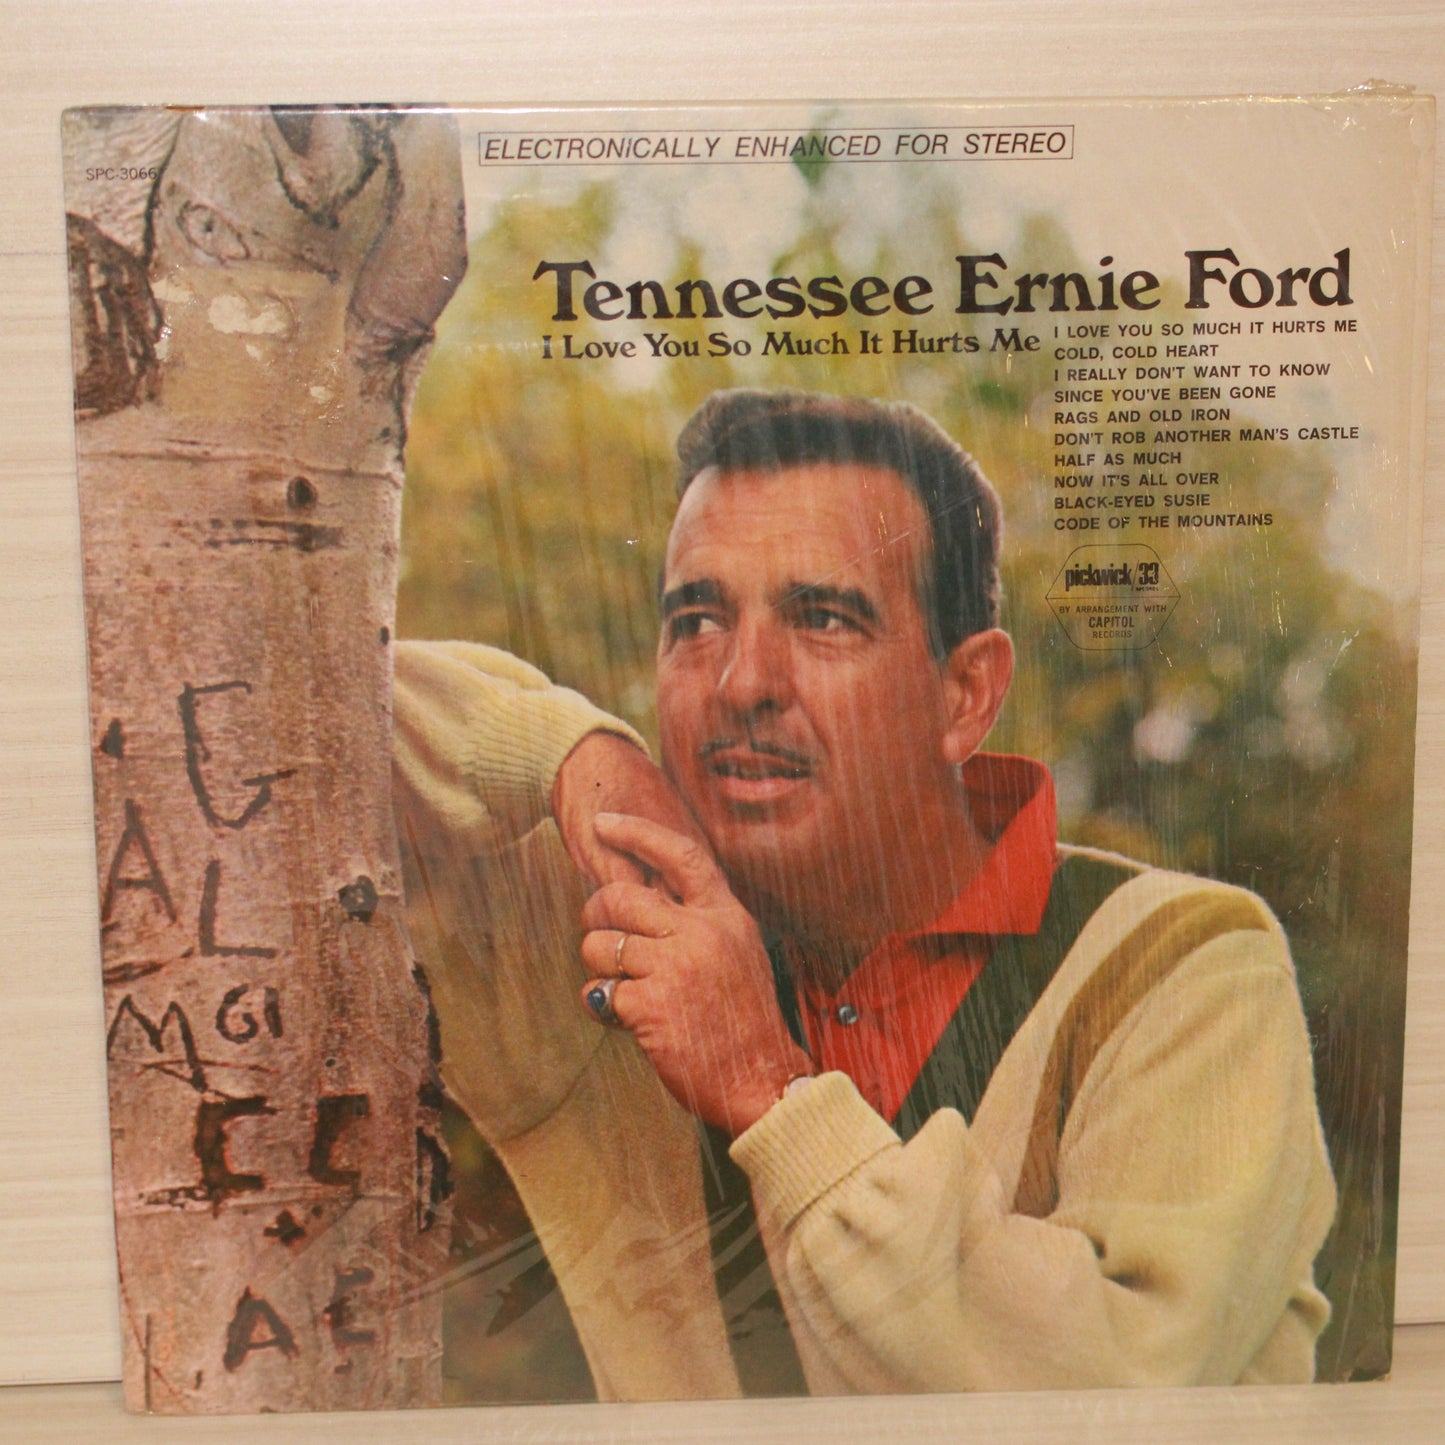 ELECTRONICALLY ENHANCED FOR STEREO
SPC-3066
Tennessee Ernie Ford
I Love You So Much It Hurts Me
I LOVE YOU SO MUCH IT HURTS ME
COLD, COLD HEART
I REALLY DON'T WANT TO KNOW
SINCE YOU'VE BEEN GONE
RAGS AND OLD IRON
DON'T ROB ANOTHER MAN'S CASTLE
HALF AS MUCH
NOW IT'S ALL OVER
BLACK-EYED SUSIE
CODE OF THE MOUNTAINS
pickwick/33
RECORDS
BY ARRANGEMENT WITH
CAPITOL
RECORDS
G
A L
M GI
A
A E